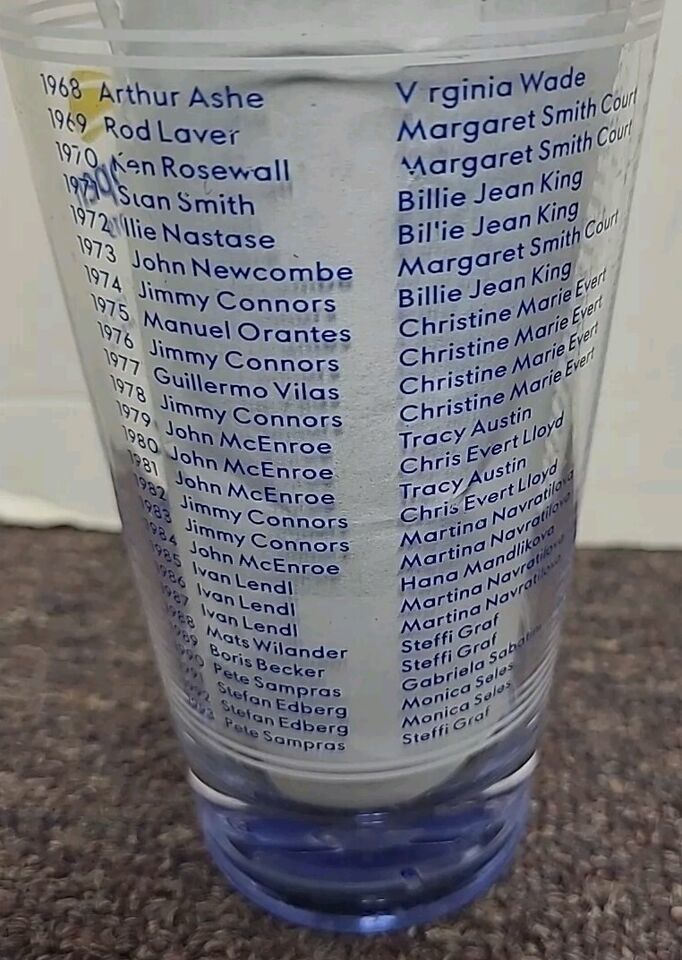 1968 Arthur Ashe V rginia Wade
1969 Rod Laver Margaret Smith Court
1970 Ken Rosewall Margaret Smith Court
Stan Smith Billie Jean King
1972 Ilie Nastase Bil'ie Jean King
1973 John Newcombe Margaret Smith Court
1974 Jimmy Connors Billie Jean King
1975 Manuel Orantes Christine Marie Evert
1976 Jimmy Connors Christine Marie Evert
1977 Guillermo Vilas Christine Marie Evert
1978 Jimmy Connors Christine Marie Evert
1979 John McEnroe Tracy Austin
1980 John McEnroe Chris Evert Lloyd
1981 John McEnroe Tracy Austin
1982 Jimmy Connors Chris Evert Lloyd
1983 Jimmy Connors Martina Navratilova
1984 John McEnroe Martina Navratilova
1985 Ivan Lendl Hana Mandlikova
1986 Ivan Lendl Martina Navratilova
1987 Ivan Lendl Martina Navratilova
1988 Mats Wilander Steffi Graf
1989 Boris Becker Steffi Graf
1990 Pete Sampras Gabriela Sabatini
Stefan Edberg Monica Seles
Stefan Edberg Monica Seles
Pete Sampras Steffi Graf